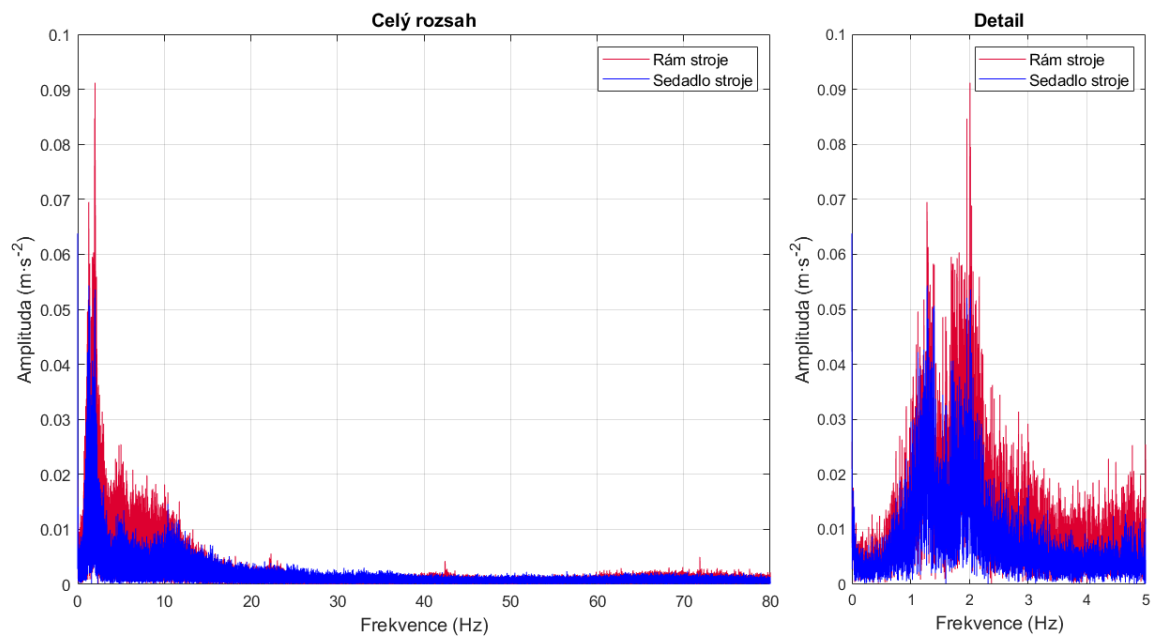 Celý rozsah
0.1
0.09
0.08
0.07
0.06
0.05
0.04
0.03
0.02
0.01
0
Amplituda (m·s-2)
0 10 20 30 40 50 60 70 80
Frekvence (Hz)
Rám stroje
Sedadlo stroje
Detail
0.1
0.09
0.08
0.07
0.06
0.05
0.04
0.03
0.02
0.01
0
Amplituda (m·s-2)
0 1 2 3 4 5
Frekvence (Hz)
Rám stroje
Sedadlo stroje